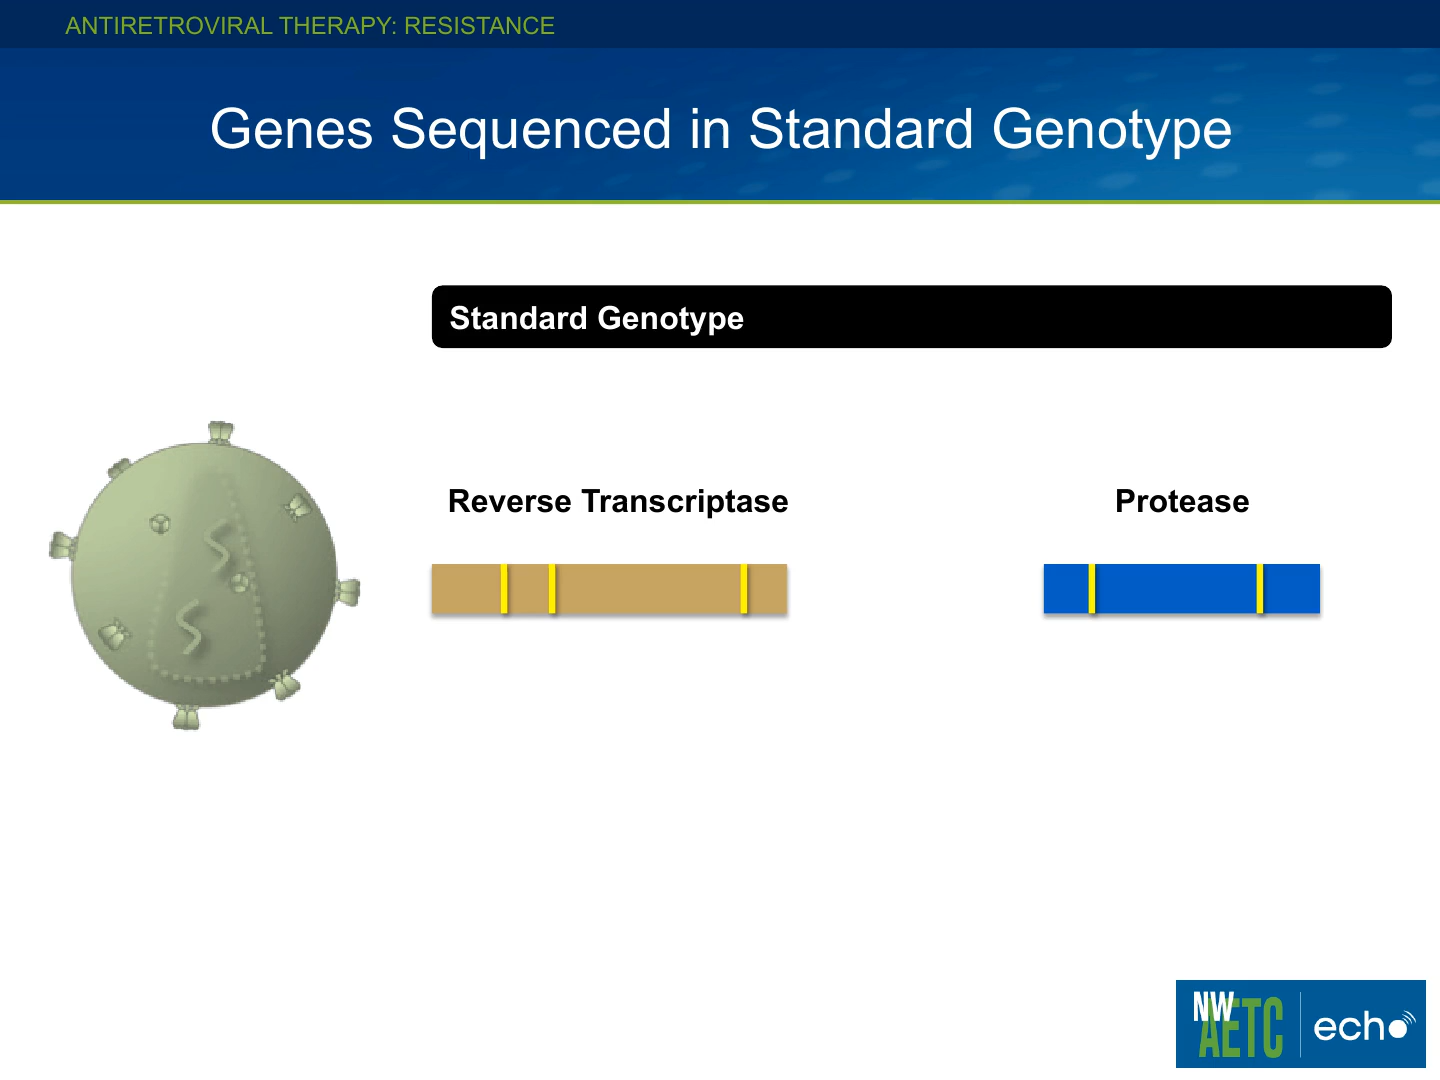 ANTIRETROVIRAL THERAPY: RESISTANCE
Genes Sequenced in Standard Genotype
Standard Genotype
Reverse Transcriptase
Protease
NW
AETC
echo